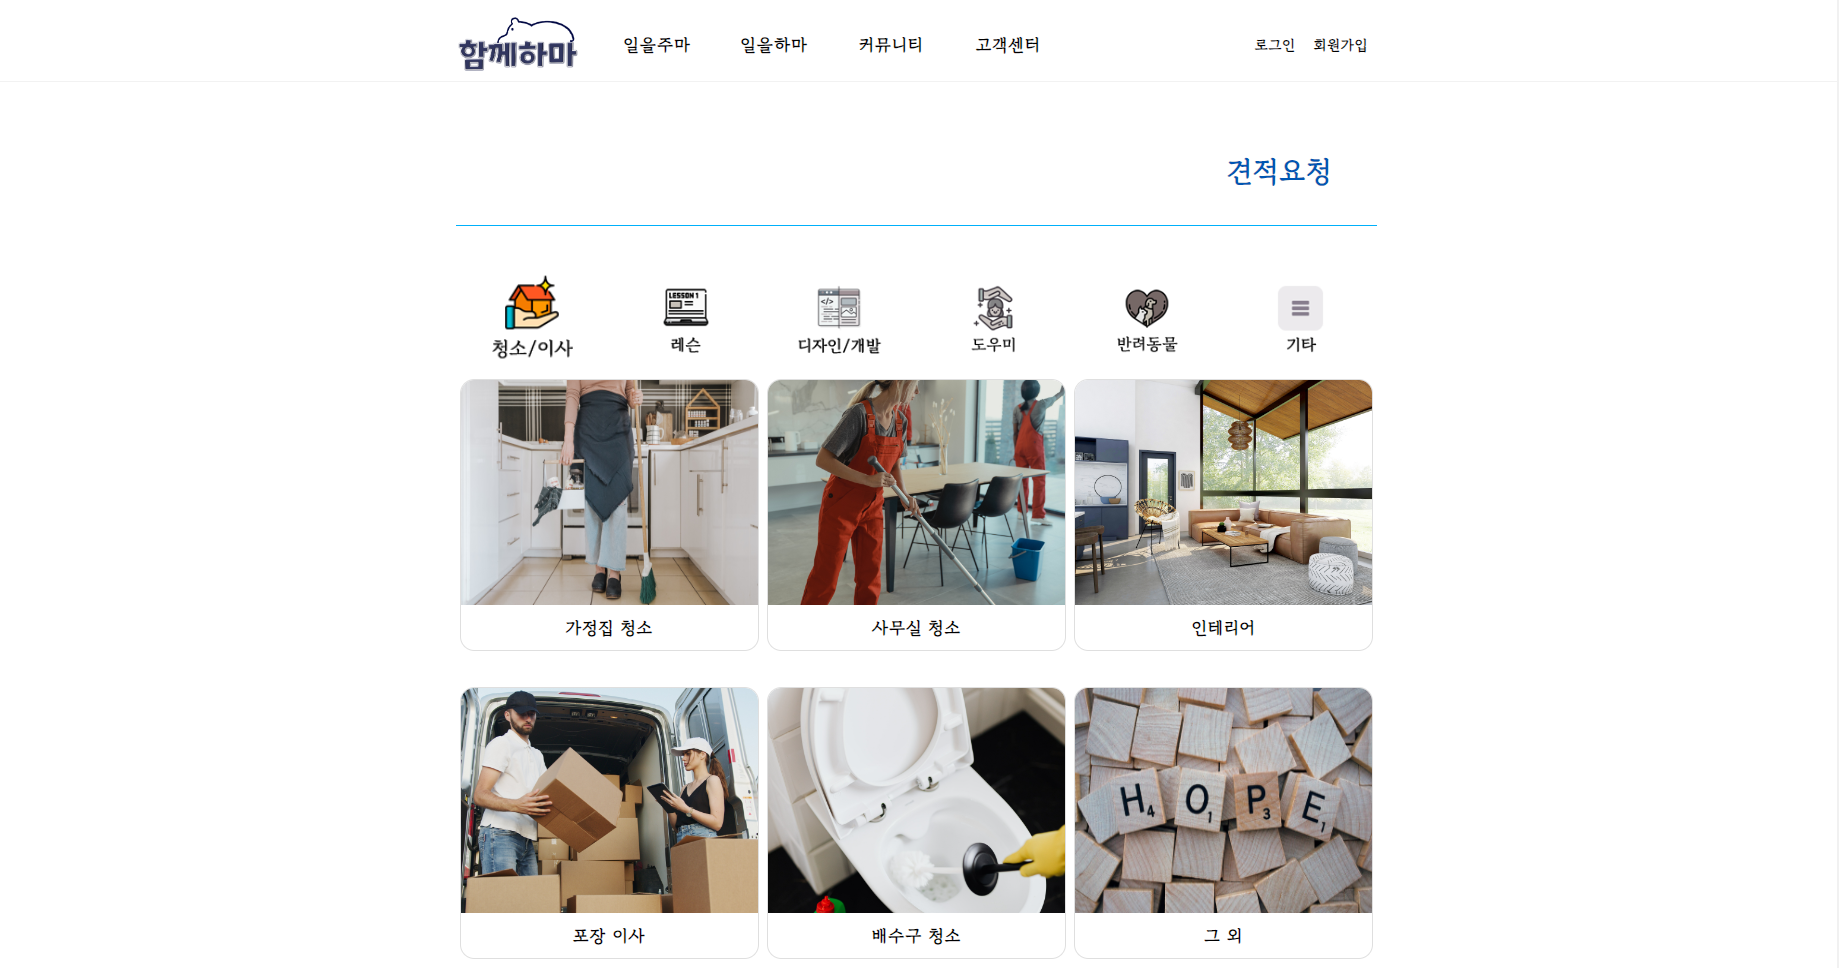 함께하마 일을주마 일을하마 커뮤니티 고객센터 로그인 회원가입
견적요청
LESSON 1
청소/이사 레슨 디자인/개발 도우미 반려동물 기타
가정집 청소 사무실 청소 인테리어
H4 O1 P3 E1
포장 이사 배수구 청소 그 외